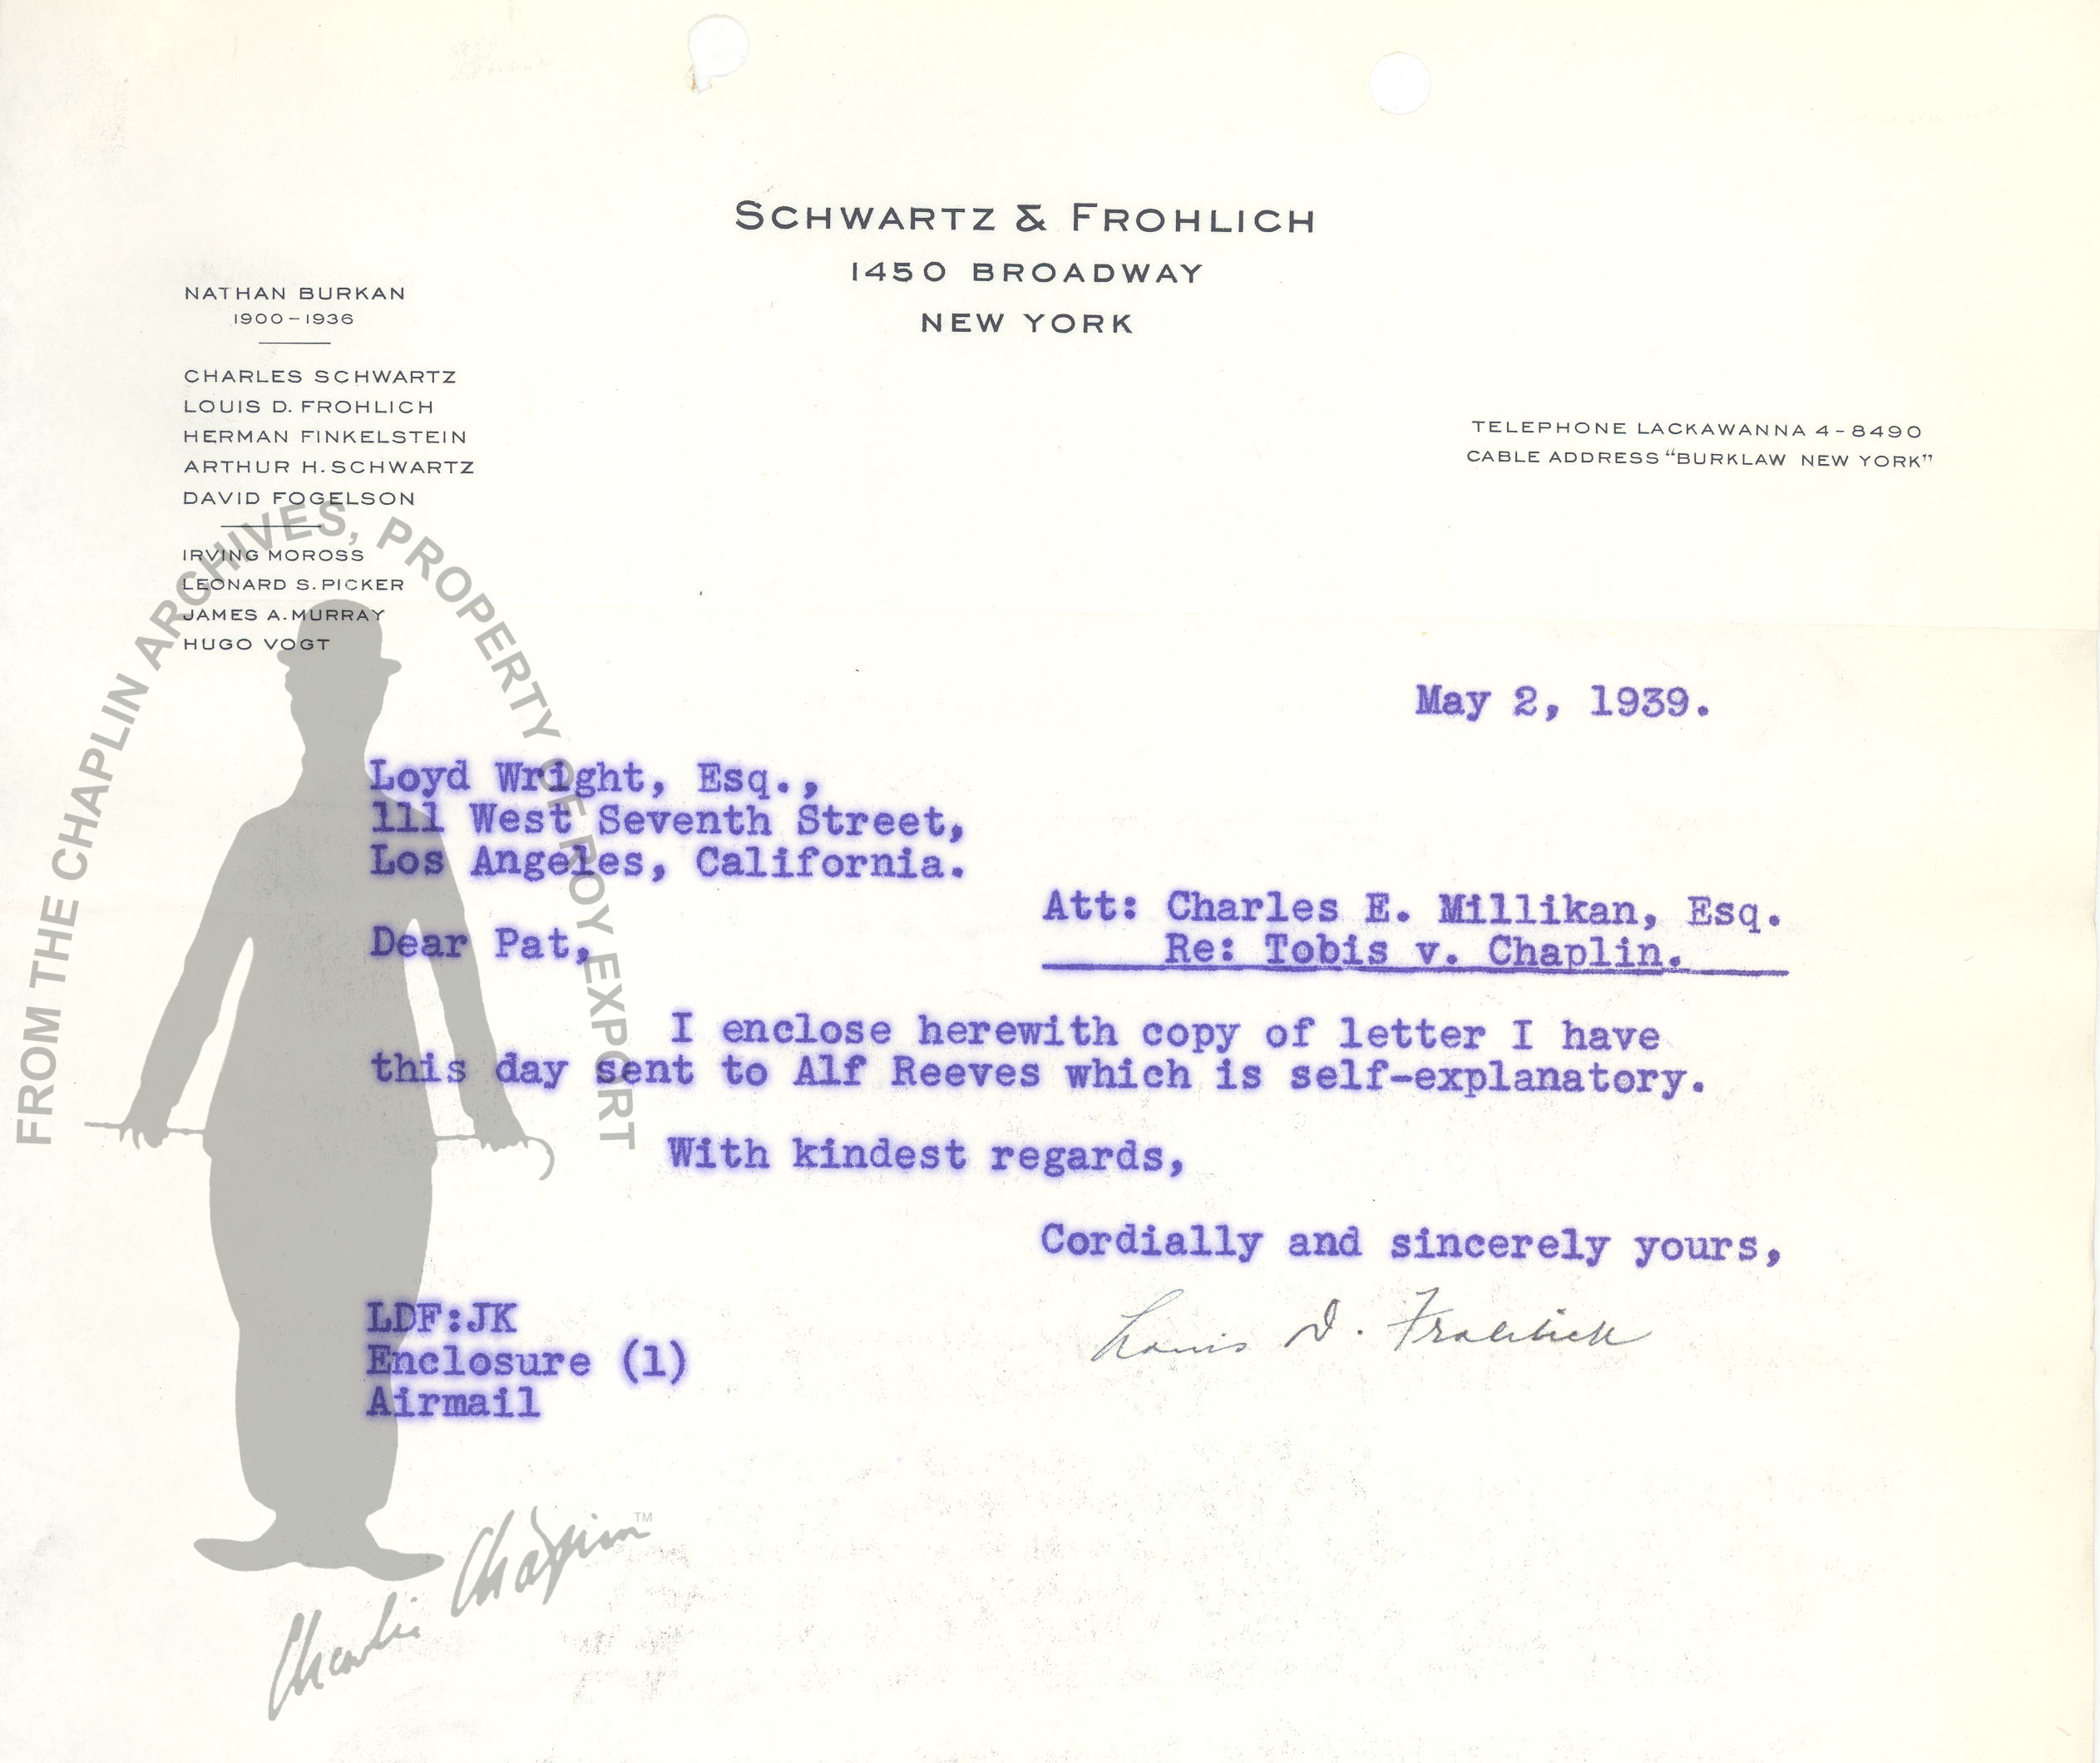 SCHWARTZ & FROHLICH
1450 BROADWAY
NEW YORK
NATHAN BURKAN
1900-1936
CHARLES SCHWARTZ
LOUIS D. FROHLICH
HERMAN FINKELSTEIN
ARTHUR H. SCHWARTZ
DAVID FOGELSON
IRVING MOROSS
LEONARD S. PICKER
JAMES A. MURRAY
HUGO VOGT
TELEPHONE LACKAWANNA 4-8490
CABLE ADDRESS "BURKLAW NEW YORK"
May 2, 1939.
Loyd Wright, Esq.,
111 West Seventh Street,
Los Angeles, California.
Att: Charles E. Millikan, Esq.
Re: Tobis v. Chaplin.
Dear Pat,
I enclose herewith copy of letter I have
this day sent to Alf Reeves which is self-explanatory.
With kindest regards,
Cordially and sincerely yours,
Louis D. Frohlich
LDF:JK
Enclosure (1)
Airmail
FROM THE CHAPLIN ARCHIVES, PROPERTY OF ROY EXPORT
Charlie Chaplin™